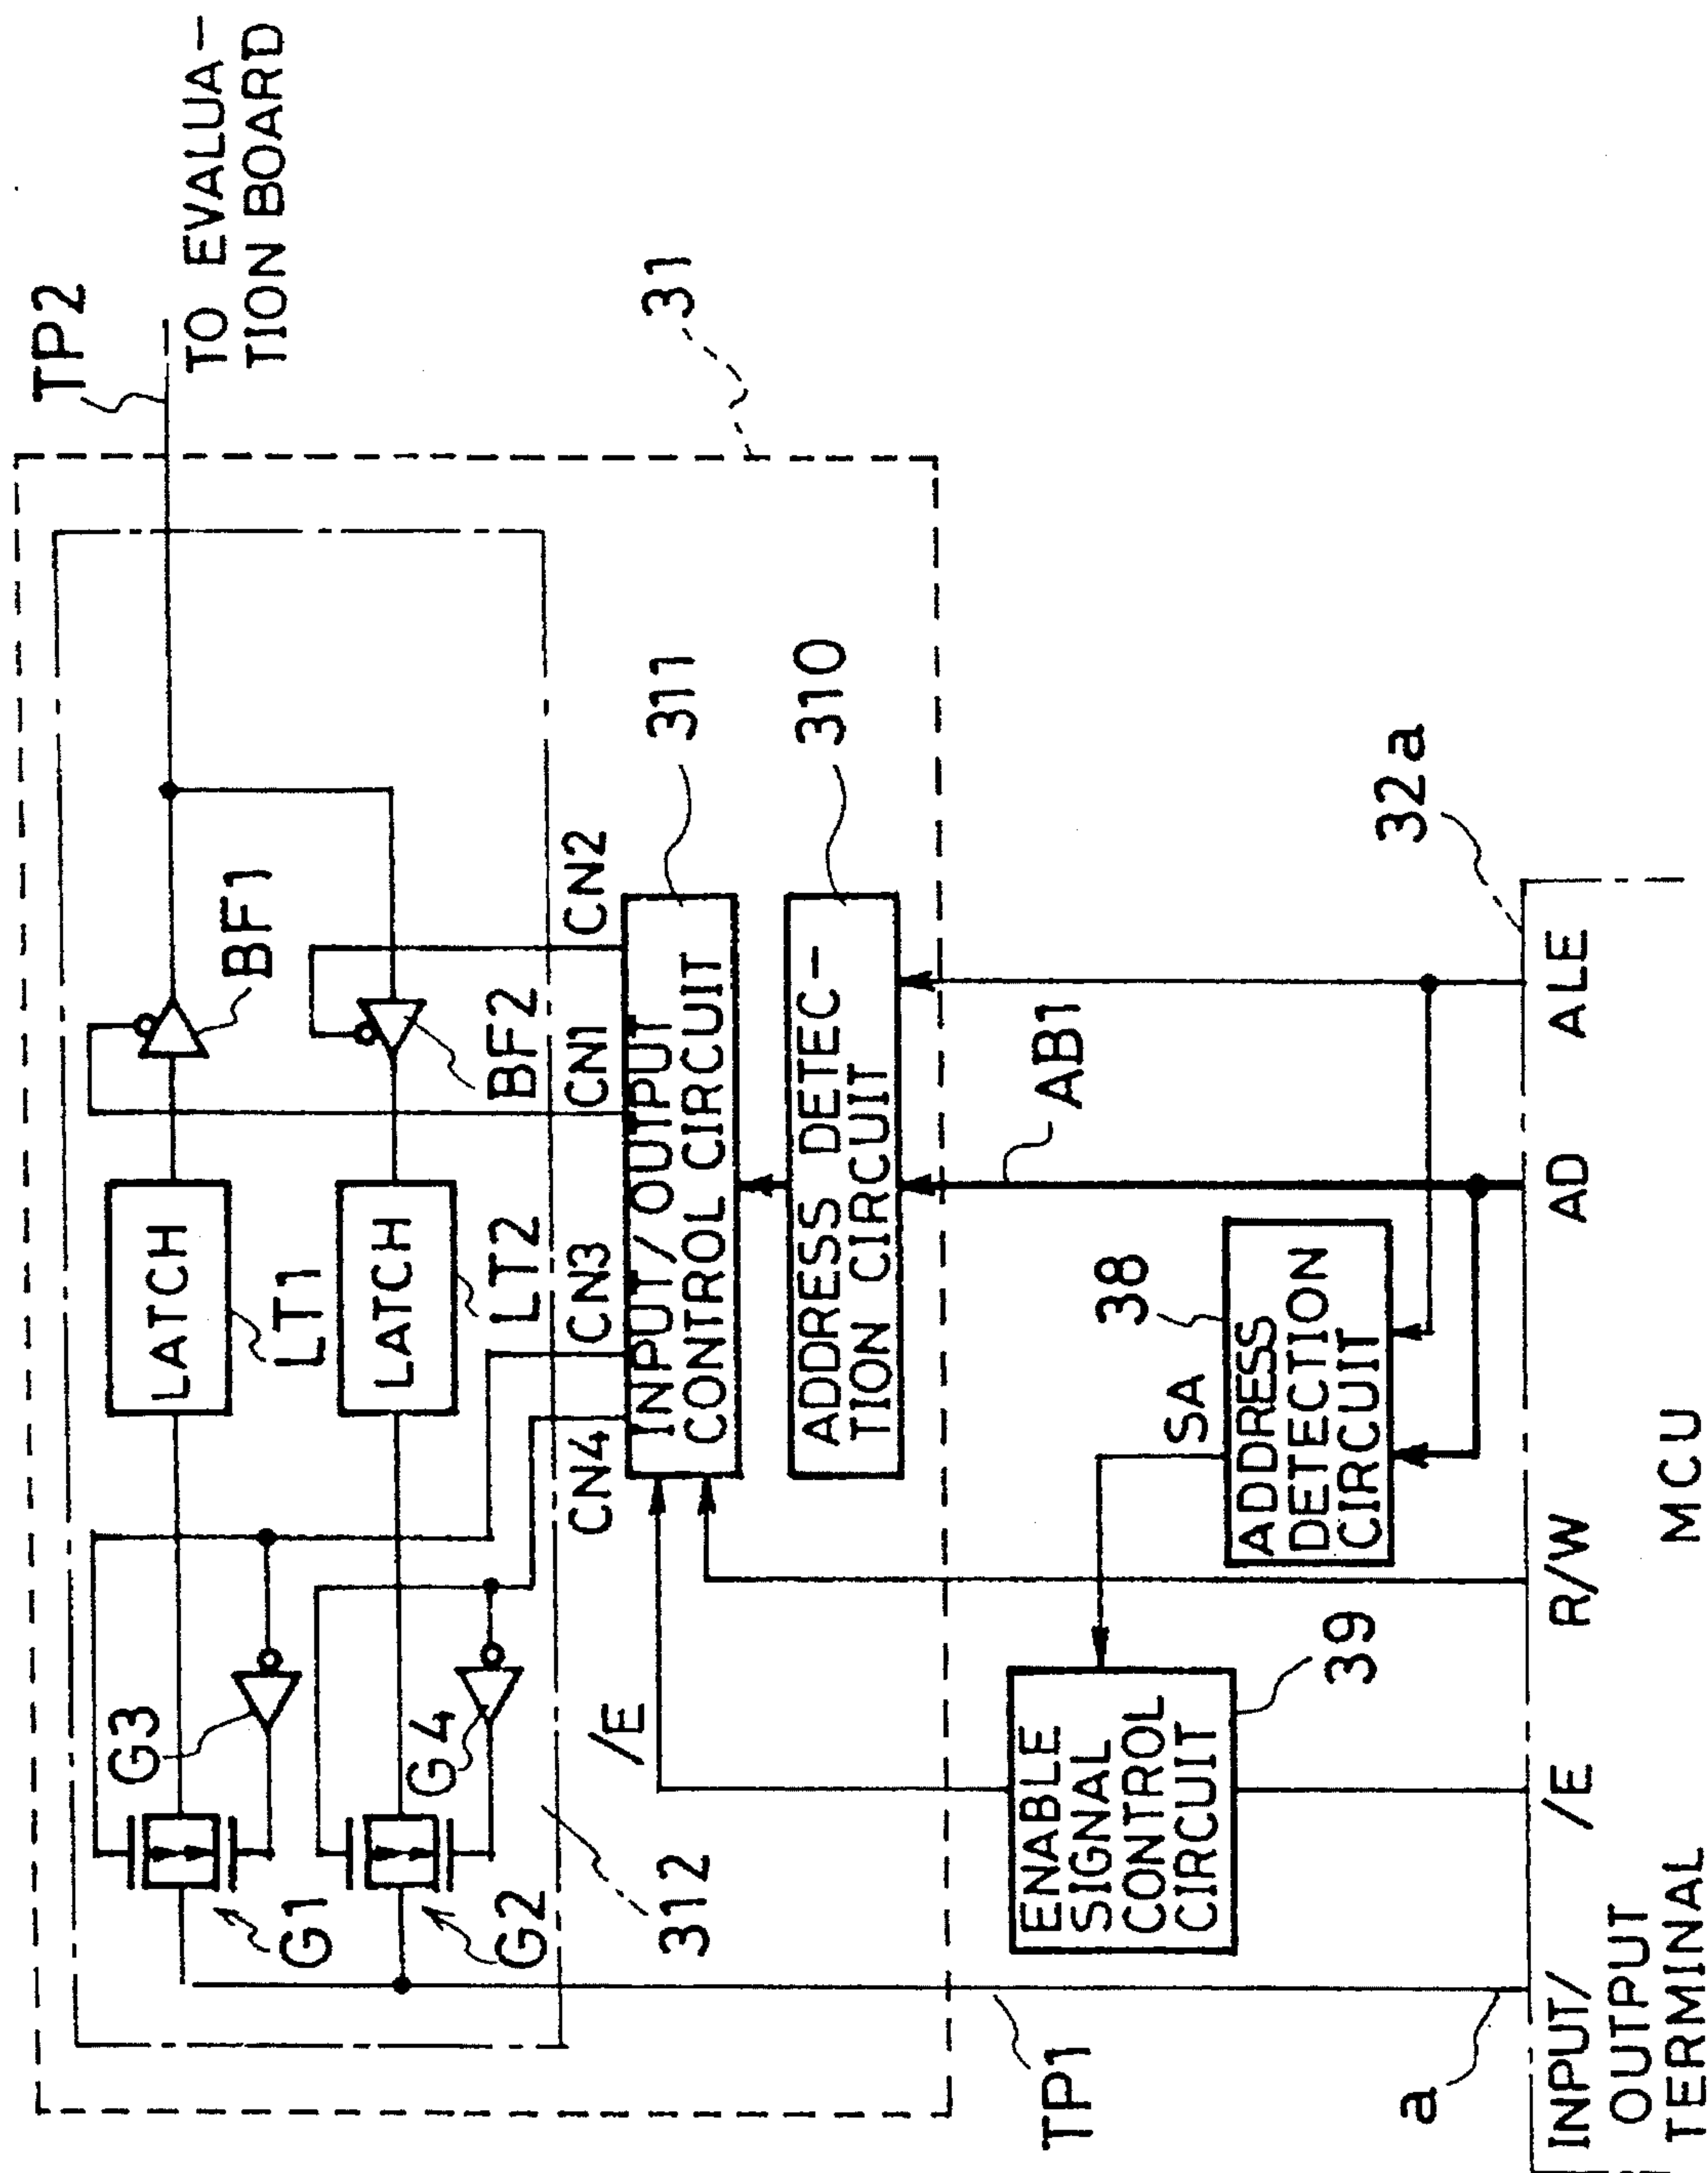 TP2
TO EVALUA-
TION BOARD
31
BF1
LATCH
LT1
G3
G1
BF2
LATCH
LT2
G4
G2
312
CN4
CN3
CN1
CN2
/E
INPUT/OUTPUT
CONTROL CIRCUIT
311
ADDRESS DETEC-
TION CIRCUIT
310
TP1
ENABLE
SIGNAL
CONTROL
CIRCUIT
39
SA
ADDRESS
DETECTION
CIRCUIT
38
AB1
32a
a
INPUT/
OUTPUT
TERMINAL
/E
R/W
AD
ALE
MCU